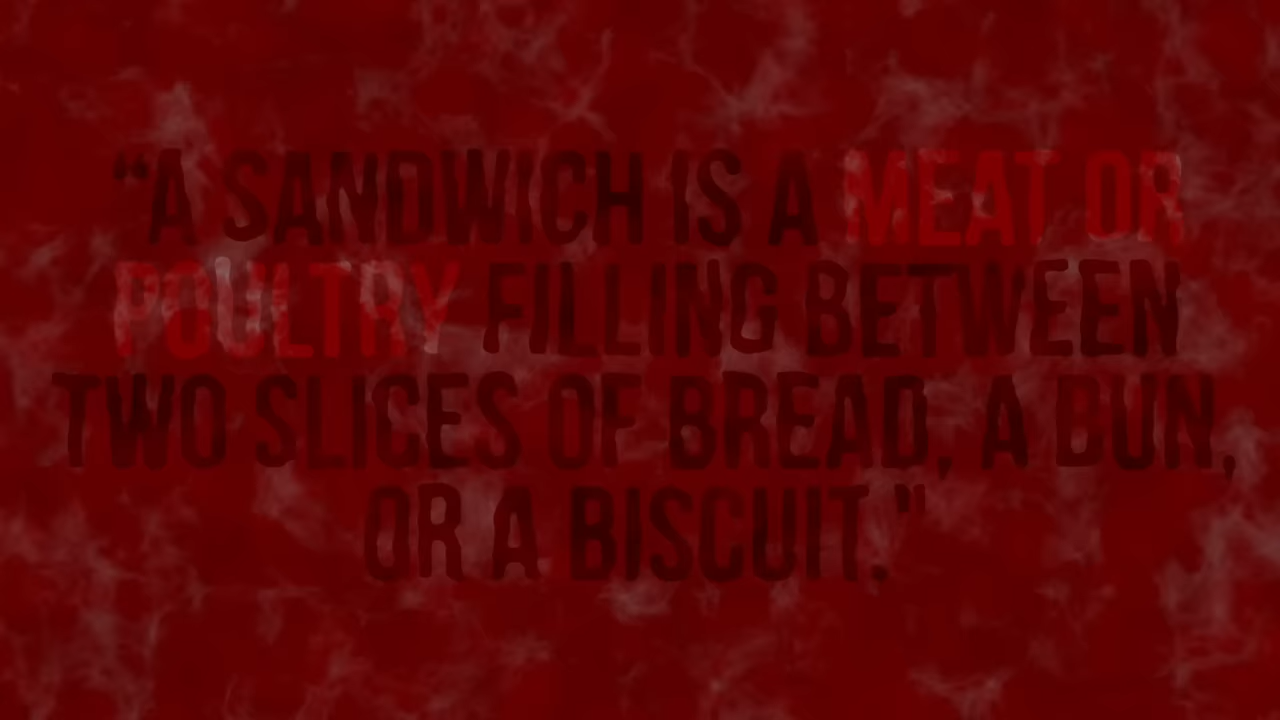 “A SANDWICH IS A MEAT OR
POULTRY FILLING BETWEEN
TWO SLICES OF BREAD, A BUN,
OR A BISCUIT."